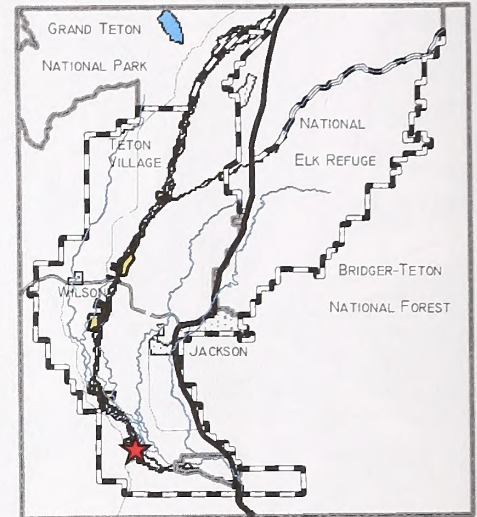 GRAND TETON
NATIONAL PARK
TETON
VILLAGE
NATIONAL
ELK REFUGE
BRIDGER-TETON
NATIONAL FOREST
WILSON
JACKSON